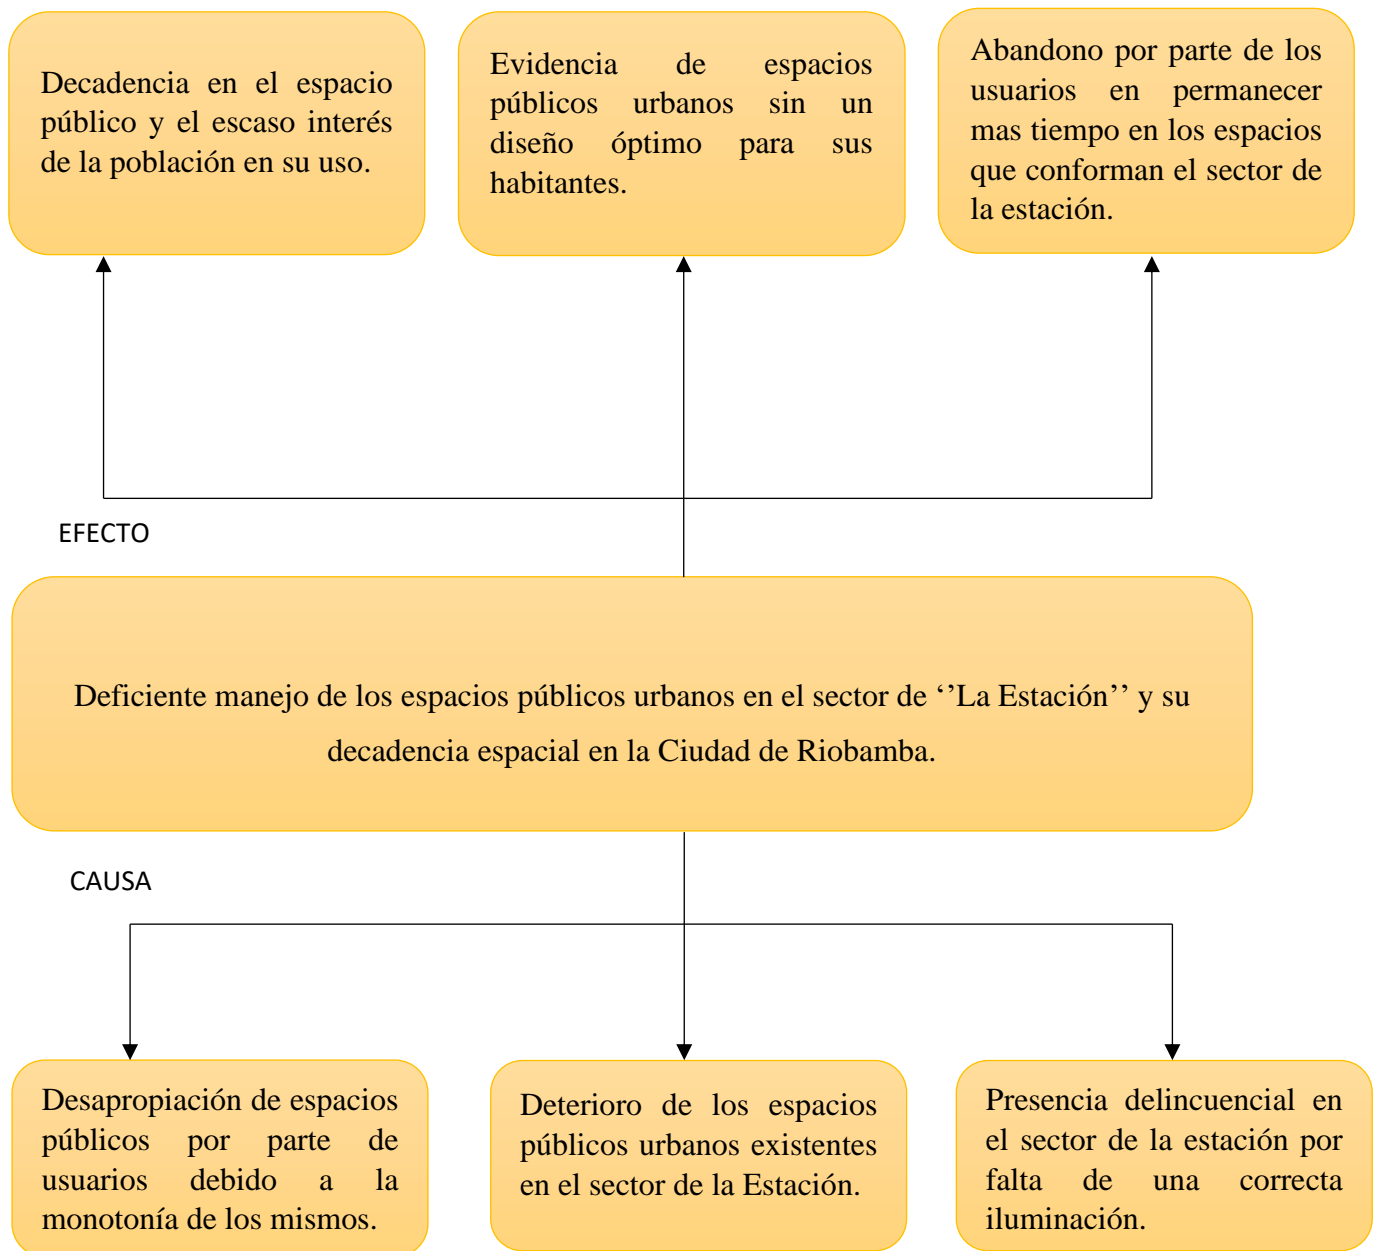 Decadencia en el espacio
público y el escaso interés
de la población en su uso.
Evidencia de espacios
públicos urbanos sin un
diseño óptimo para sus
habitantes.
Abandono por parte de los
usuarios en permanecer
mas tiempo en los espacios
que conforman el sector de
la estación.
EFECTO
Deficiente manejo de los espacios públicos urbanos en el sector de ‘’La Estación’’ y su
decadencia espacial en la Ciudad de Riobamba.
CAUSA
Desapropiación de espacios
públicos por parte de
usuarios debido a la
monotonía de los mismos.
Deterioro de los espacios
públicos urbanos existentes
en el sector de la Estación.
Presencia delincuencial en
el sector de la estación por
falta de una correcta
iluminación.